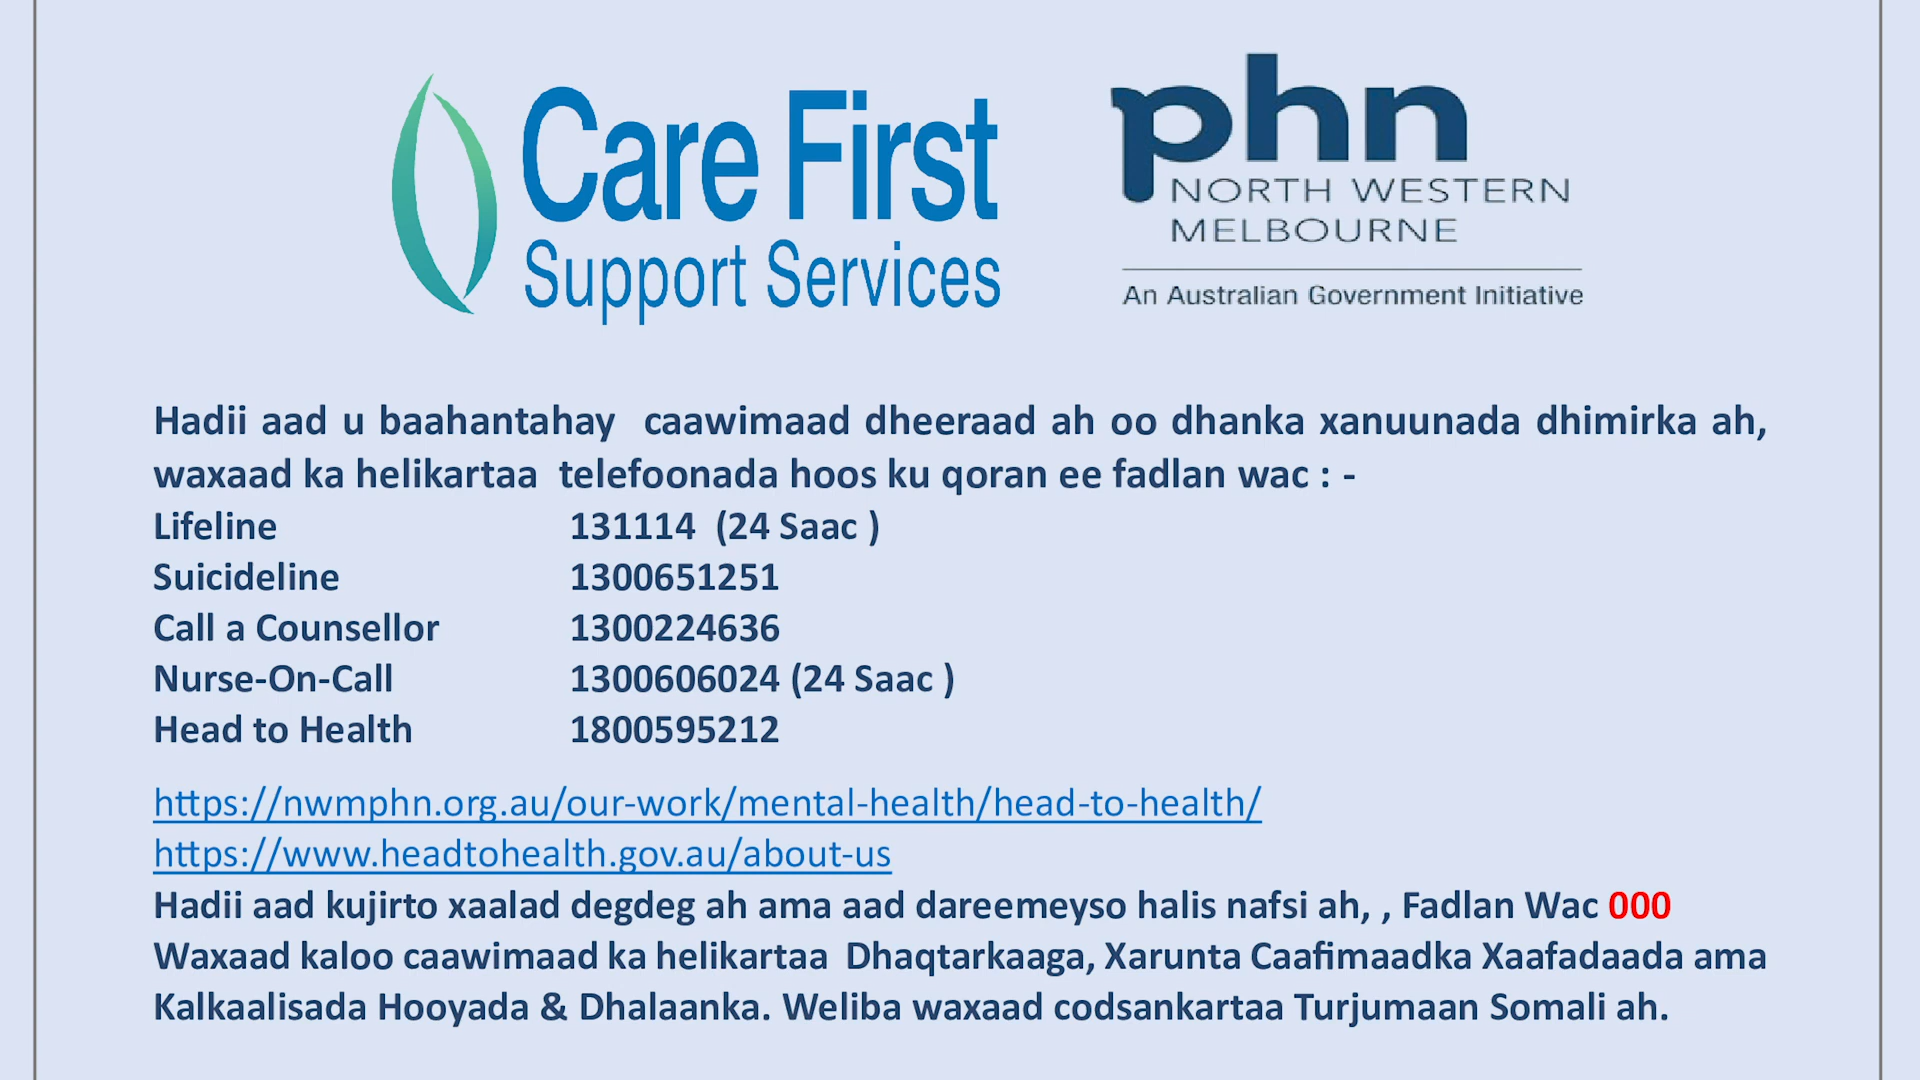 Care First
Support Services
phn
NORTH WESTERN
MELBOURNE
An Australian Government Initiative
Hadii aad u baahantahay caawimaad dheeraad ah oo dhanka xanuunada dhimirka ah,
waxaad ka helikartaa telefoonada hoos ku qoran ee fadlan wac : -
Lifeline 131114 (24 Saac )
Suicideline 1300651251
Call a Counsellor 1300224636
Nurse-On-Call 1300606024 (24 Saac )
Head to Health 1800595212
https://nwmphn.org.au/our-work/mental-health/head-to-health/
https://www.headtohealth.gov.au/about-us
Hadii aad kujirto xaalad degdeg ah ama aad dareemeyso halis nafsi ah, , Fadlan Wac 000
Waxaad kaloo caawimaad ka helikartaa Dhaqtarkaaga, Xarunta Caafimaadka Xaafadaada ama
Kalkaalisada Hooyada & Dhalaanka. Weliba waxaad codsankartaa Turjumaan Somali ah.